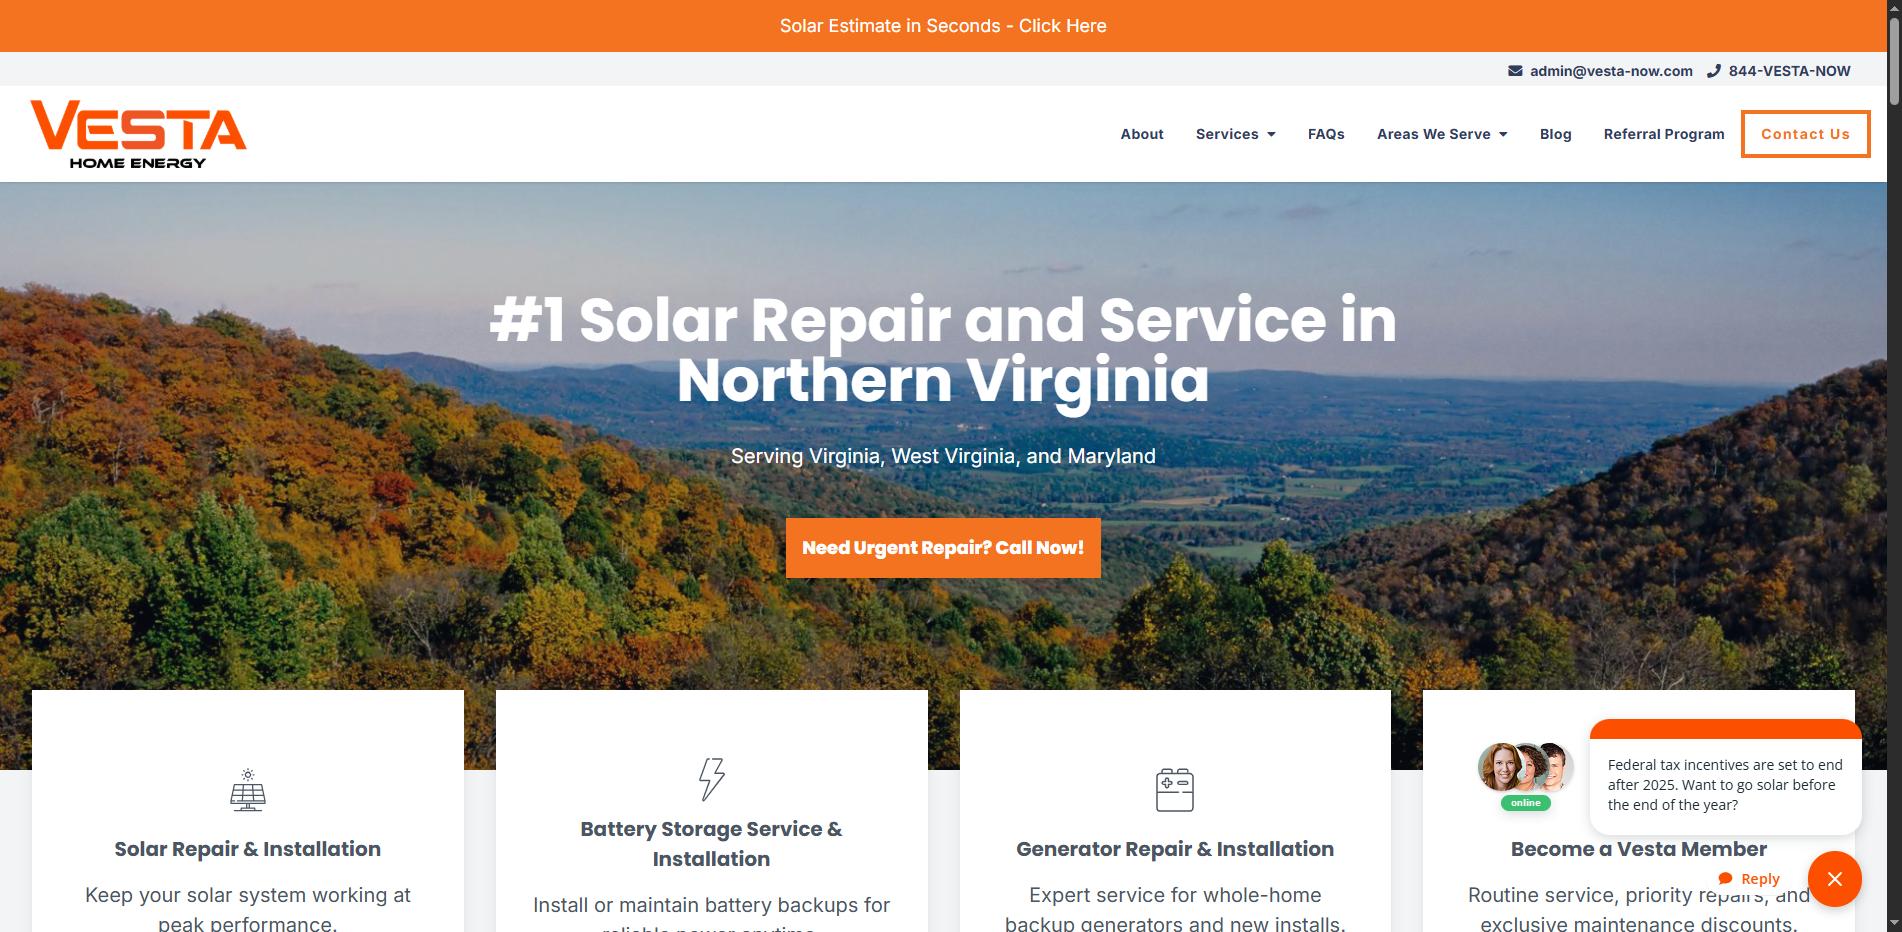 Solar Estimate in Seconds - Click Here
admin@vesta-now.com 844-VESTA-NOW
VESTA
HOME ENERGY
About Services FAQs Areas We Serve Blog Referral Program Contact Us
#1 Solar Repair and Service in
Northern Virginia
Serving Virginia, West Virginia, and Maryland
Need Urgent Repair? Call Now!
Solar Repair & Installation
Keep your solar system working at
peak performance.
Battery Storage Service &
Installation
Install or maintain battery backups for
reliable power anytime.
Generator Repair & Installation
Expert service for whole-home
backup generators and new installs.
Become a Vesta Member
Routine service, priority repairs, and
exclusive maintenance discounts.
online
Federal tax incentives are set to end
after 2025. Want to go solar before
the end of the year?
Reply